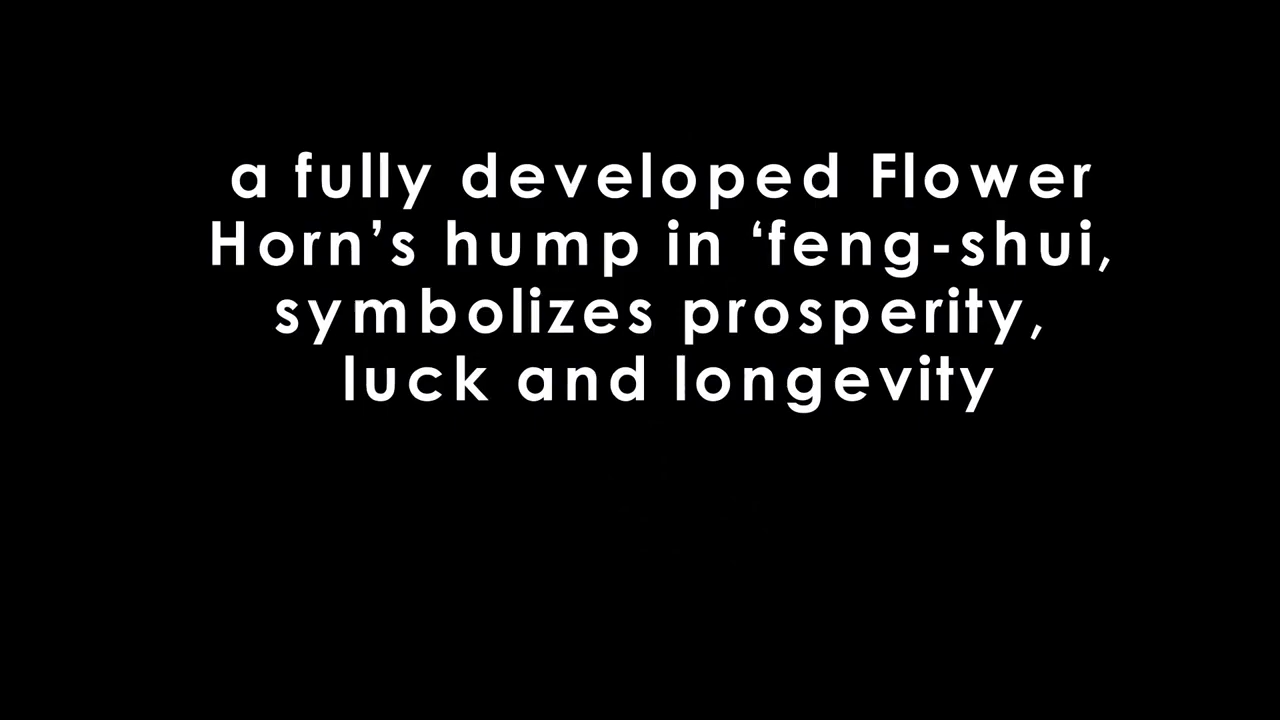 a fully developed Flower
Horn’s hump in ‘feng-shui,
symbolizes prosperity,
luck and longevity